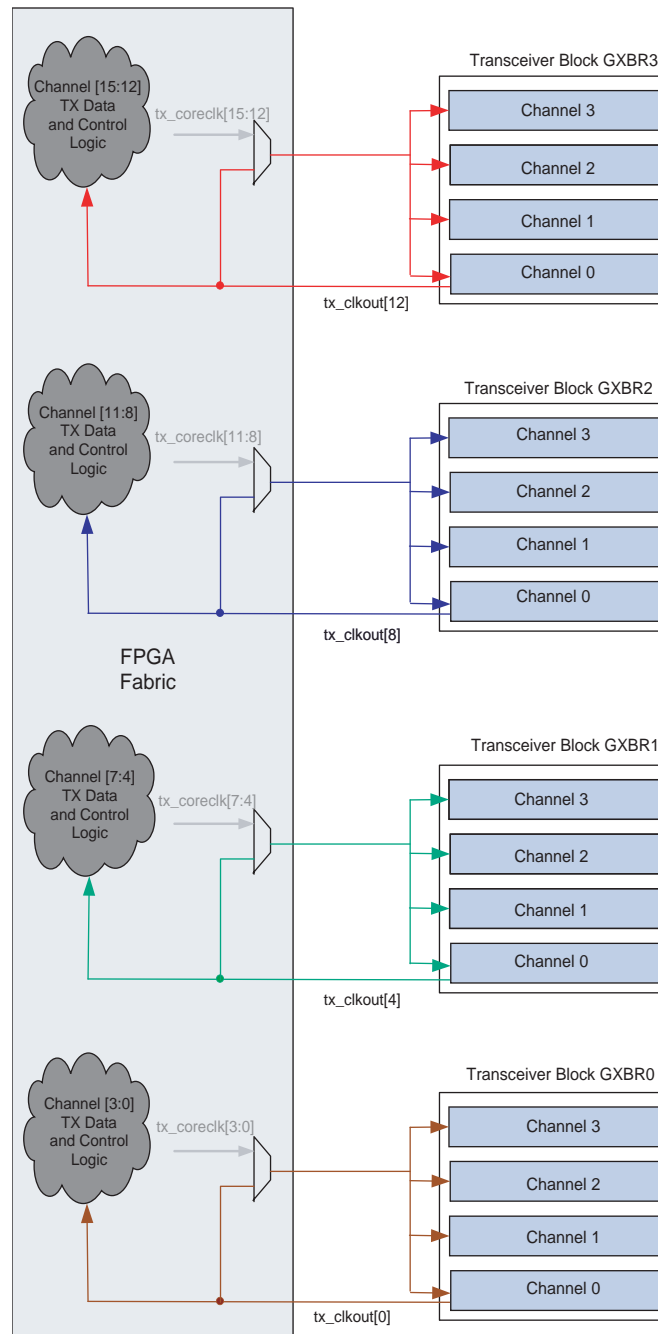 Transceiver Block GXBR3
Channel [15:12]
TX Data
and Control
Logic
tx_coreclk[15:12]
Channel 3
Channel 2
Channel 1
Channel 0
tx_clkout[12]
Transceiver Block GXBR2
Channel [11:8]
TX Data
and Control
Logic
tx_coreclk[11:8]
Channel 3
Channel 2
Channel 1
Channel 0
tx_clkout[8]
FPGA
Fabric
Transceiver Block GXBR1
Channel [7:4]
TX Data
and Control
Logic
tx_coreclk[7:4]
Channel 3
Channel 2
Channel 1
Channel 0
tx_clkout[4]
Transceiver Block GXBR0
Channel [3:0]
TX Data
and Control
Logic
tx_coreclk[3:0]
Channel 3
Channel 2
Channel 1
Channel 0
tx_clkout[0]